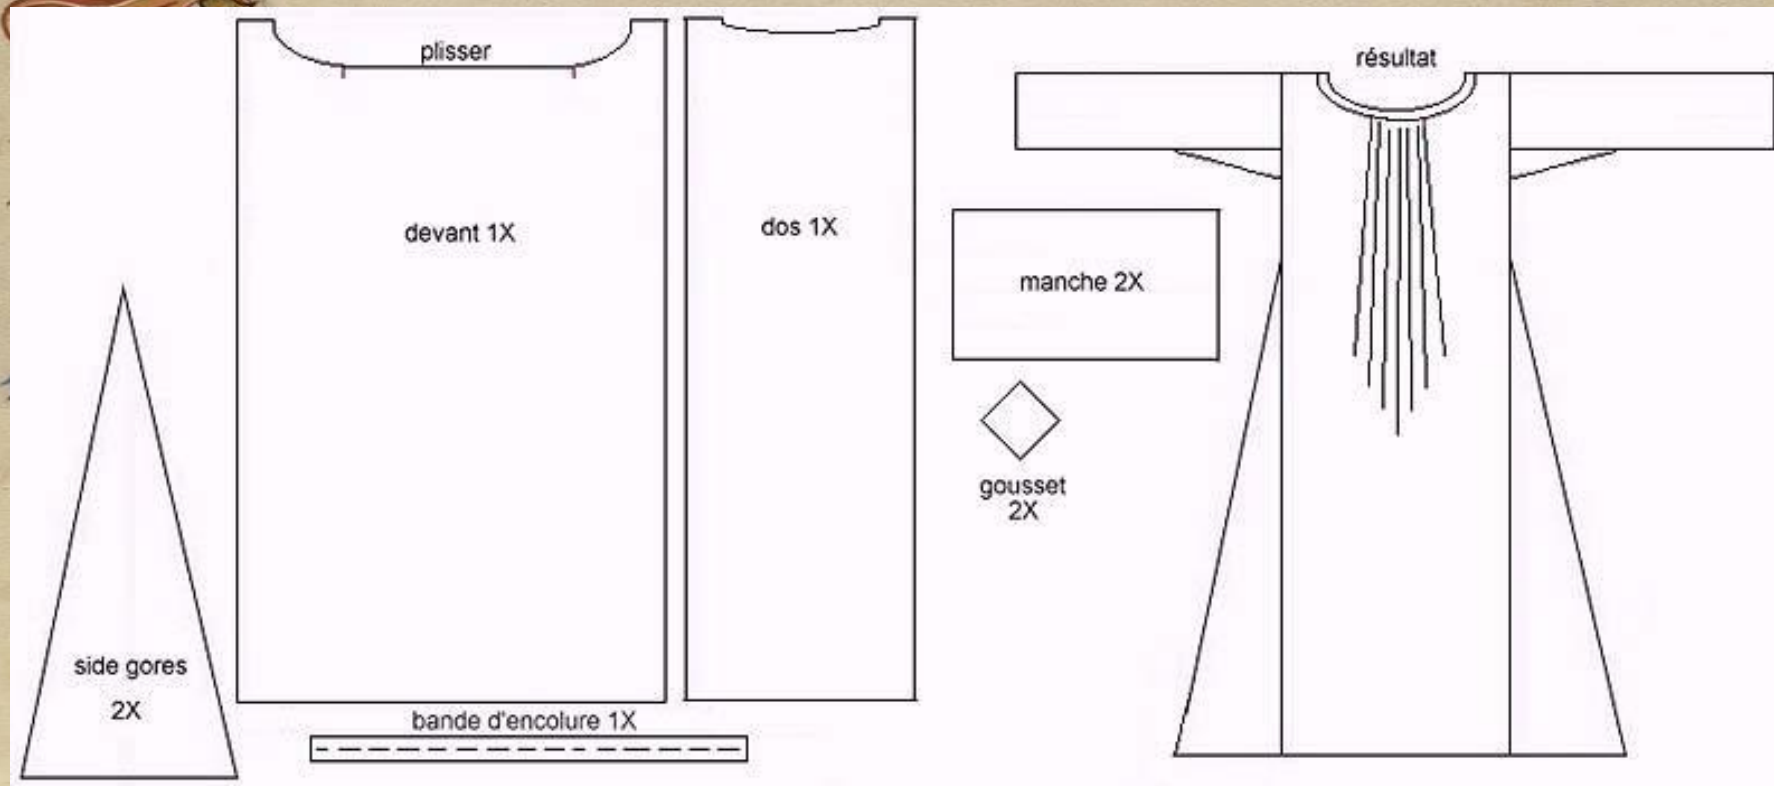 plisser
devant 1X
dos 1X
résultat
manche 2X
gousset
2X
side gores
2X
bande d'encolure 1X